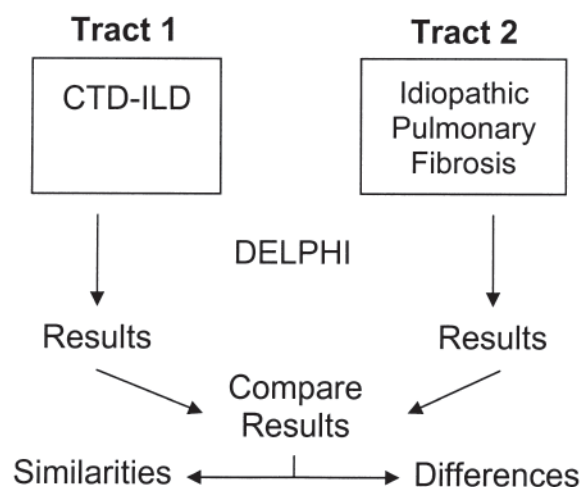 Tract 1
Tract 2
CTD-ILD
Idiopathic
Pulmonary
Fibrosis
DELPHI
Results
Results
Compare
Results
Similarities
Differences